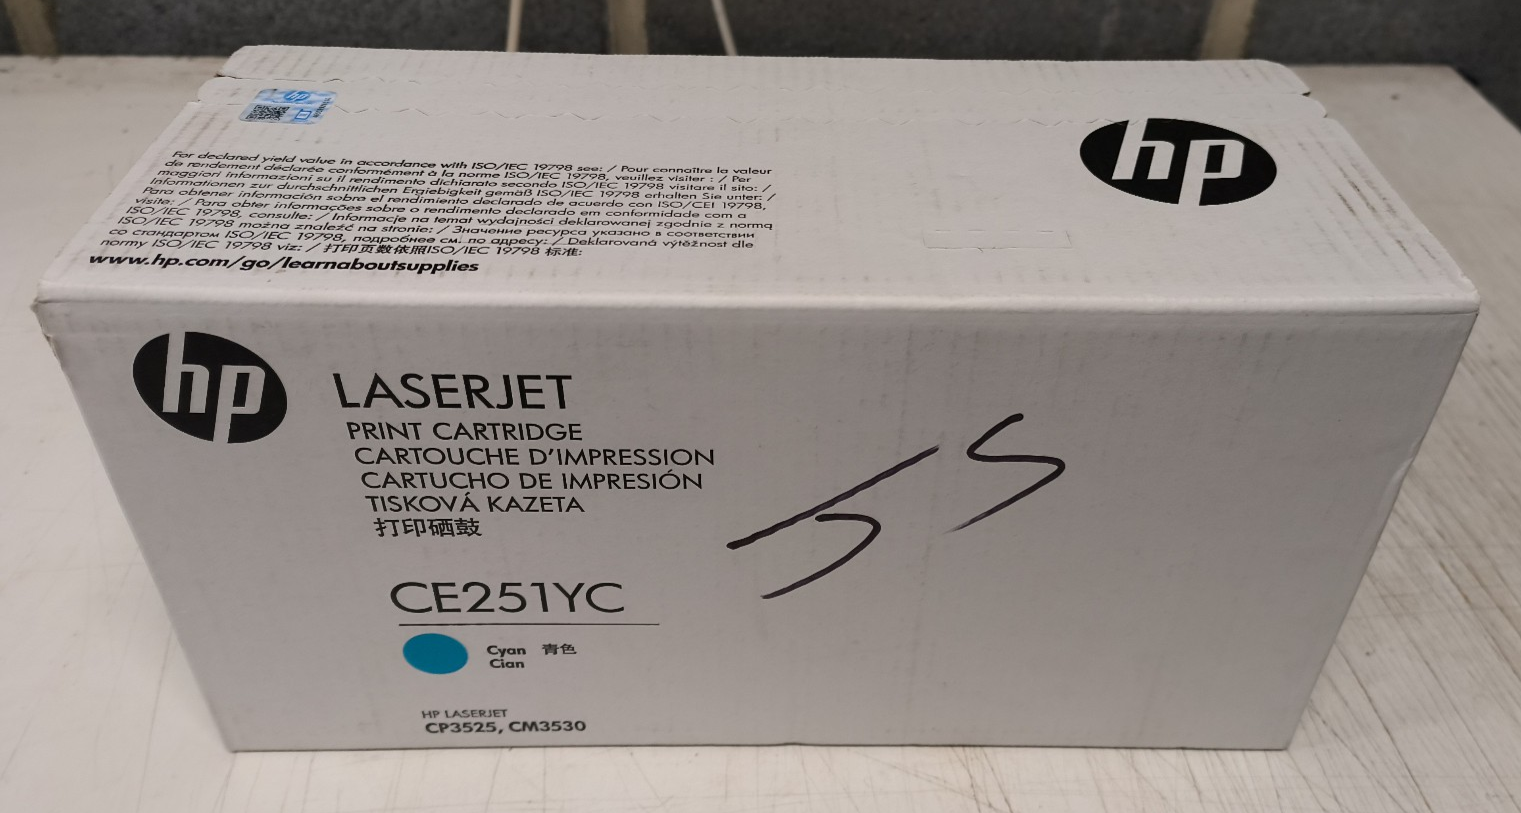 hp
hp
For declared yield value in accordance with ISO/IEC 19798 see: / Pour connaître la valeur
de rendement déclarée conformément à la norme ISO/IEC 19798, veuillez visiter : / Per
maggiori informazioni su il rendimento dichiarato secondo ISO/IEC 19798 visitare il sito: /
Informationen zur durchschnittlichen Ergiebigkeit gemäß ISO/IEC 19798 erhalten Sie unter: /
Para obtener información sobre el rendimiento declarado de acuerdo con ISO/CEI 19798,
visite: / Para obter informações sobre o rendimento declarado em conformidade com a
ISO/IEC 19798, consulte: / Informacje na temat wydajności deklarowanej zgodnie z normą
ISO/IEC 19798 można znaleźć na stronie: / Значение ресурса указано в соответствии
со стандартом ISO/IEC 19798, подробнее см. по адресу: / Deklarovaná výtěžnost dle
normy ISO/IEC 19798 viz: / 打印页数依照ISO/IEC 19798 标准:
www.hp.com/go/learnaboutsupplies
hp
LASERJET
PRINT CARTRIDGE
CARTOUCHE D'IMPRESSION
CARTUCHO DE IMPRESIÓN
TISKOVÁ KAZETA
打印硒鼓
55
CE251YC
Cyan 青色
Cian
HP LASERJET
CP3525, CM3530